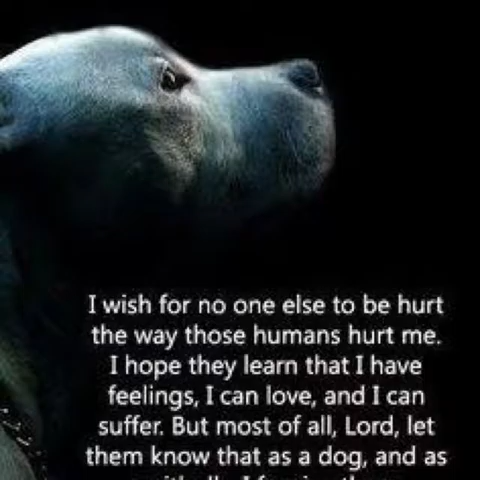 I wish for no one else to be hurt
the way those humans hurt me.
I hope they learn that I have
feelings, I can love, and I can
suffer. But most of all, Lord, let
them know that as a dog, and as